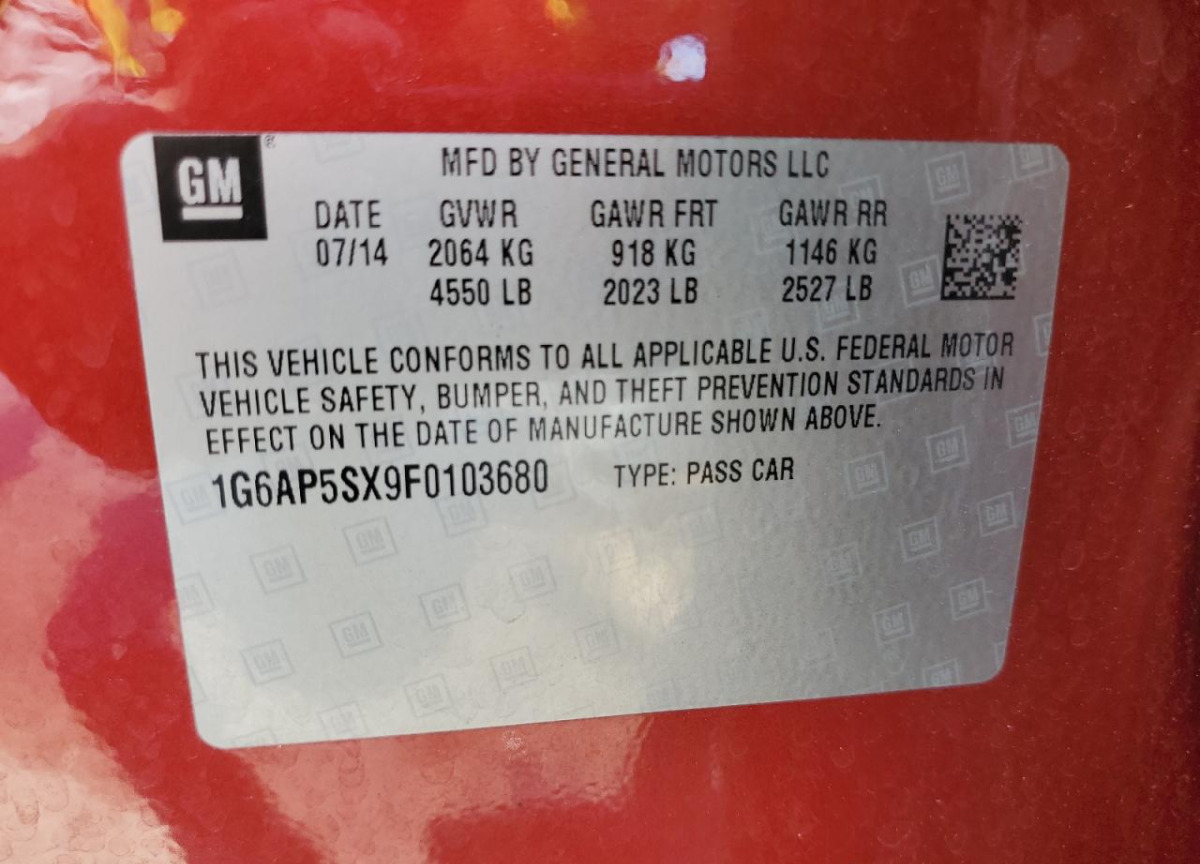 GM®
MFD BY GENERAL MOTORS LLC
DATE GVWR GAWR FRT GAWR RR
07/14 2064 KG 918 KG 1146 KG
4550 LB 2023 LB 2527 LB
THIS VEHICLE CONFORMS TO ALL APPLICABLE U.S. FEDERAL MOTOR
VEHICLE SAFETY, BUMPER, AND THEFT PREVENTION STANDARDS IN
EFFECT ON THE DATE OF MANUFACTURE SHOWN ABOVE.
1G6AP5SX9F0103680 TYPE: PASS CAR